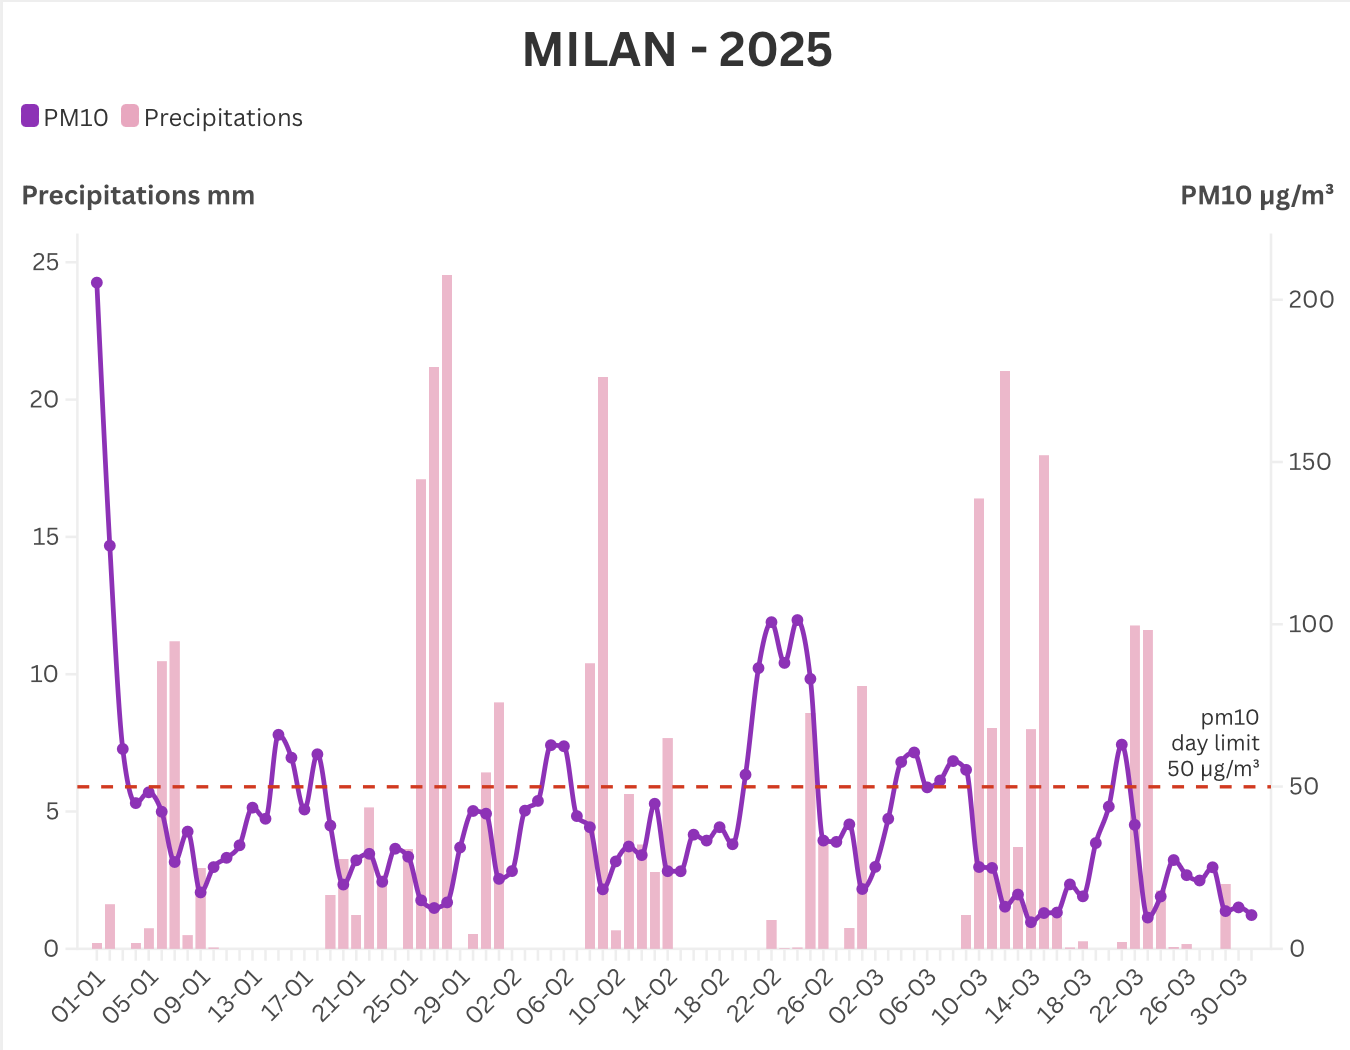 MILAN - 2025
PM10 Precipitations
Precipitations mm
PM10 µg/m³
25
20
15
10
5
0
200
150
100
50
0
pm10
day limit
50 µg/m³
01-01 05-01 09-01 13-01 17-01 21-01 25-01 29-01 02-02 06-02 10-02 14-02 18-02 22-02 26-02 02-03 06-03 10-03 14-03 18-03 22-03 26-03 30-03